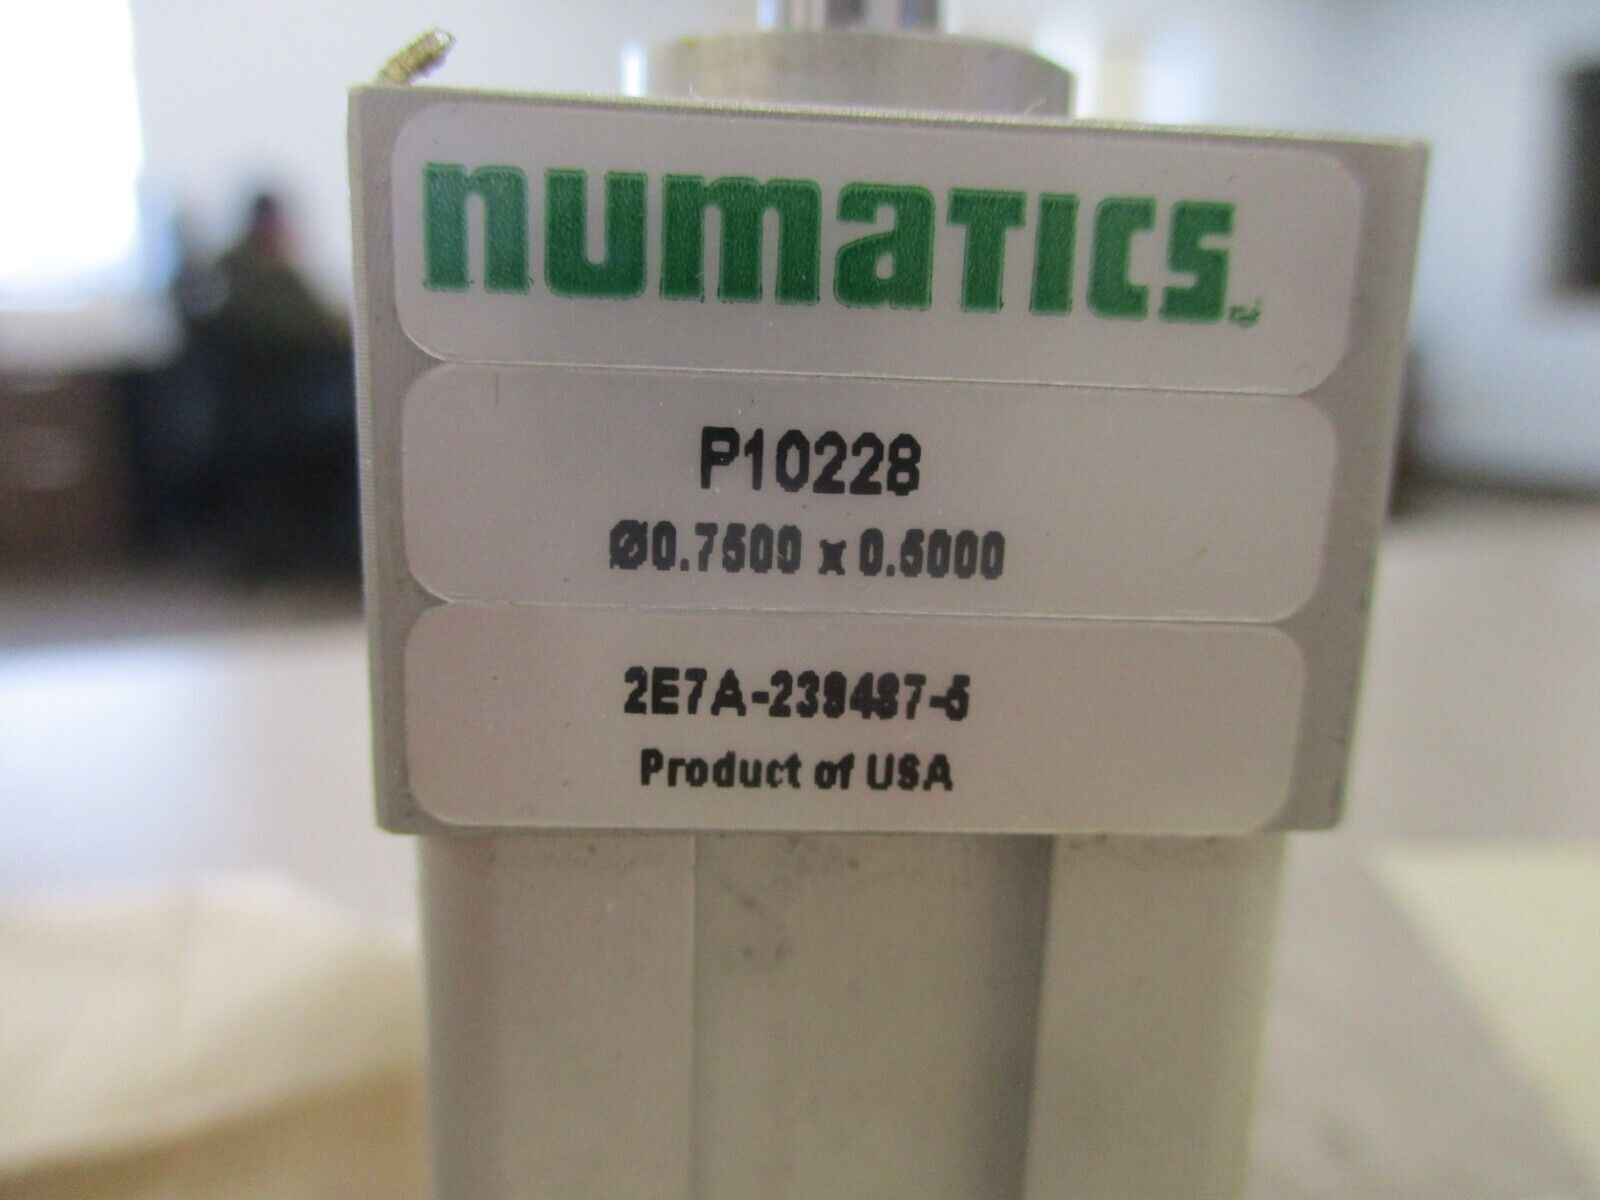 numatics
P10228
Ø0.7500 x 0.5000
2E7A-239487-5
Product of USA